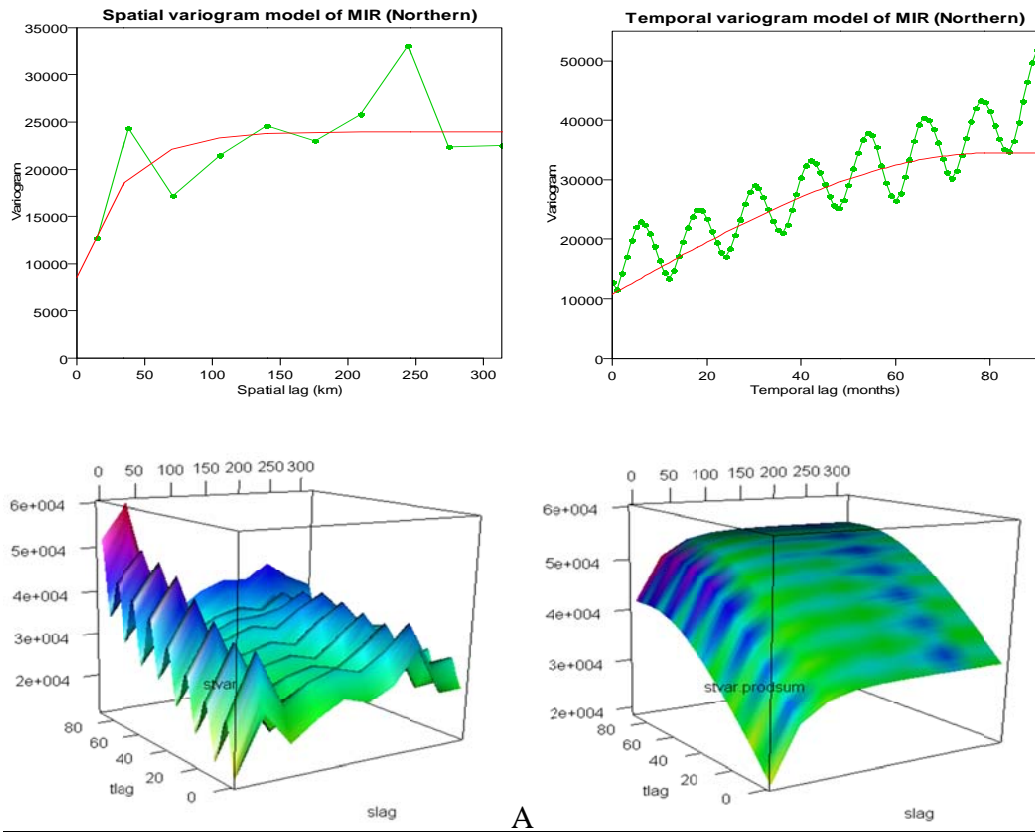 Spatial variogram model of MIR (Northern)
35000
30000
25000
20000
15000
10000
5000
0
Variogram
0 50 100 150 200 250 300
Spatial lag (km)
Temporal variogram model of MIR (Northern)
50000
40000
30000
20000
10000
0
Variogram
0 20 40 60 80
Temporal lag (months)
0 50 100 150 200 250 300
6e+004
5e+004
4e+004
3e+004
2e+004
stvar
80
60
40
20
0
tlag
slag
0 50 100 150 200 250 300
6e+004
5e+004
4e+004
3e+004
2e+004
stvar.prodsum
80
60
40
20
0
tlag
slag
A